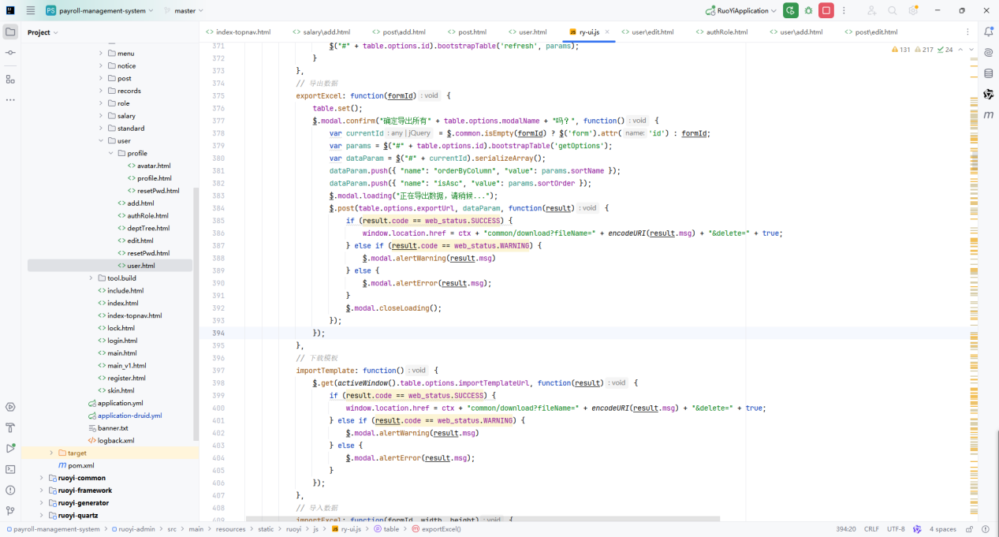 PS payroll-management-system master RuoYiApplication
Project
index-topnav.html salary\add.html post\add.html post.html user.html ry-ui.js user\edit.html authRole.html user\add.html post\edit.html
131 217 24
menu
notice
post
records
role
salary
standard
user
profile
avatar.html
profile.html
resetPwd.html
add.html
authRole.html
deptTree.html
edit.html
resetPwd.html
user.html
tool.build
include.html
index.html
index-topnav.html
lock.html
login.html
main.html
main_v1.html
register.html
skin.html
application.yml
application-druid.yml
banner.txt
logback.xml
target
pom.xml
ruoyi-common
ruoyi-framework
ruoyi-generator
ruoyi-quartz
371 $("#" + table.options.id).bootstrapTable('refresh', params);
372 }
373 },
374 // 导出数据
375 exportExcel: function(formId) : void {
376 table.set();
377 $.modal.confirm("确定导出所有" + table.options.modalName + "吗？", function() : void {
378 var currentId : any | jQuery = $.common.isEmpty(formId) ? $('form').attr( name: 'id') : formId;
379 var params = $("#" + table.options.id).bootstrapTable('getOptions');
380 var dataParam = $("#" + currentId).serializeArray();
381 dataParam.push({ "name": "orderByColumn", "value": params.sortName });
382 dataParam.push({ "name": "isAsc", "value": params.sortOrder });
383 $.modal.loading("正在导出数据，请稍候...");
384 $.post(table.options.exportUrl, dataParam, function(result) : void {
385 if (result.code == web_status.SUCCESS) {
386 window.location.href = ctx + "common/download?fileName=" + encodeURI(result.msg) + "&delete=" + true;
387 } else if (result.code == web_status.WARNING) {
388 $.modal.alertWarning(result.msg)
389 } else {
390 $.modal.alertError(result.msg);
391 }
392 $.modal.closeLoading();
393 });
394 });
395 },
396 // 下载模板
397 importTemplate: function() : void {
398 $.get(activeWindow().table.options.importTemplateUrl, function(result) : void {
399 if (result.code == web_status.SUCCESS) {
400 window.location.href = ctx + "common/download?fileName=" + encodeURI(result.msg) + "&delete=" + true;
401 } else if (result.code == web_status.WARNING) {
402 $.modal.alertWarning(result.msg)
403 } else {
404 $.modal.alertError(result.msg);
405 }
406 });
407 },
408 // 导入数据
409 importExcel: function(formId, width, height) : void {
payroll-management-system > ruoyi-admin > src > main > resources > static > ruoyi > js > ry-ui.js > table > exportExcel() 394:20 CRLF UTF-8 4 spaces